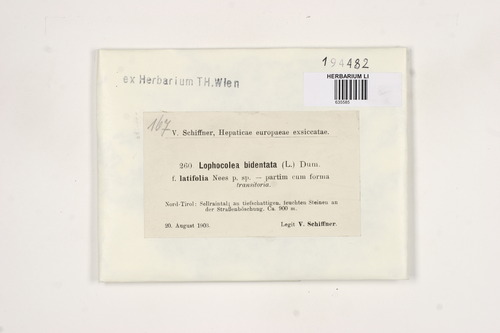 194482
ex Herbarium TH.Wien
HERBARIUM LI
167
V. Schiffner, Hepaticae europaeae exsiccatae.
260. Lophocolea bidentata (L.) Dum.
f. latifolia Nees p. sp. — partim cum forma
transitoria.
Nord-Tirol: Sellraintal; an tiefschattigen, feuchten Steinen an
der Straßenböschung. Ca. 900 m.
Legit V. Schiffner.
20. August